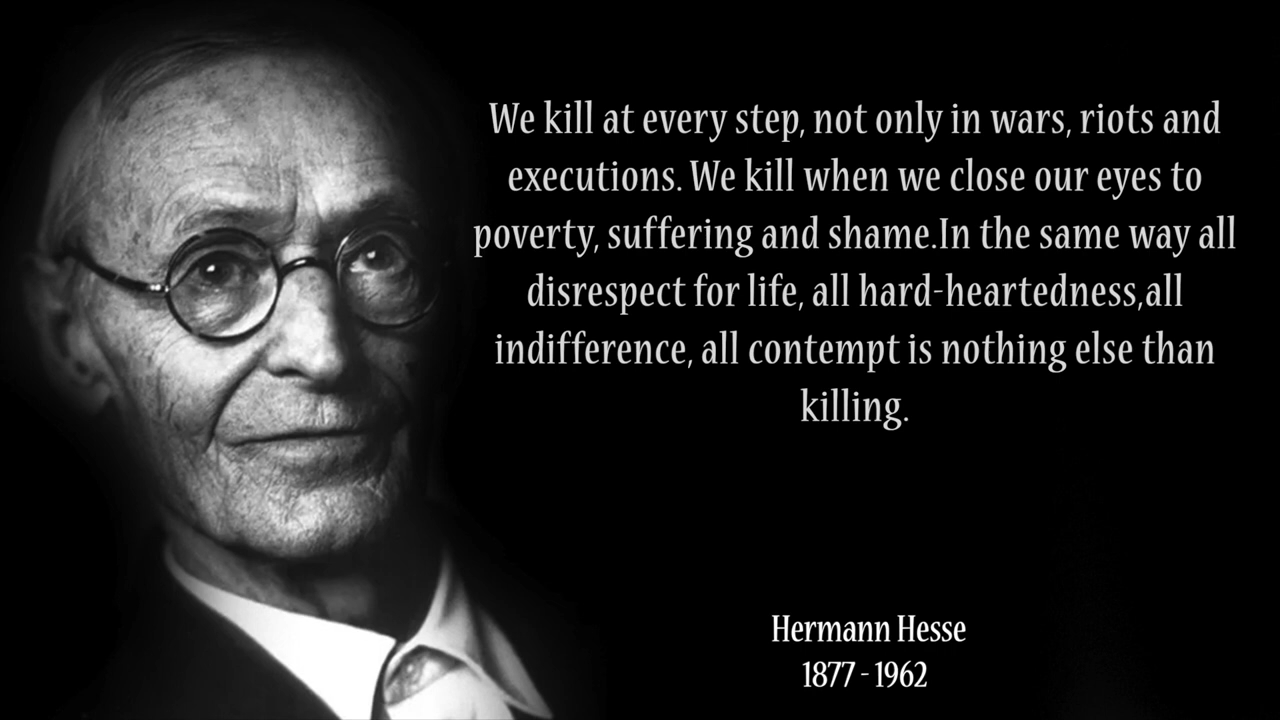 We kill at every step, not only in wars, riots and
executions. We kill when we close our eyes to
poverty, suffering and shame.In the same way all
disrespect for life, all hard-heartedness,all
indifference, all contempt is nothing else than
killing.
Hermann Hesse
1877 - 1962